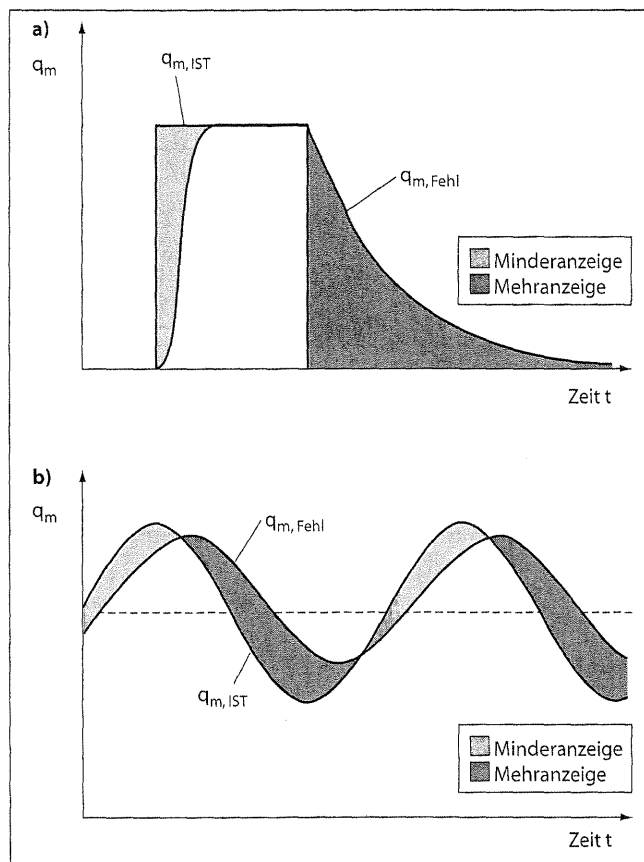 a)
q_m
q_m, IST
q_m, Fehl
Minderanzeige
Mehranzeige
Zeit t
b)
q_m
q_m, Fehl
q_m, IST
Minderanzeige
Mehranzeige
Zeit t